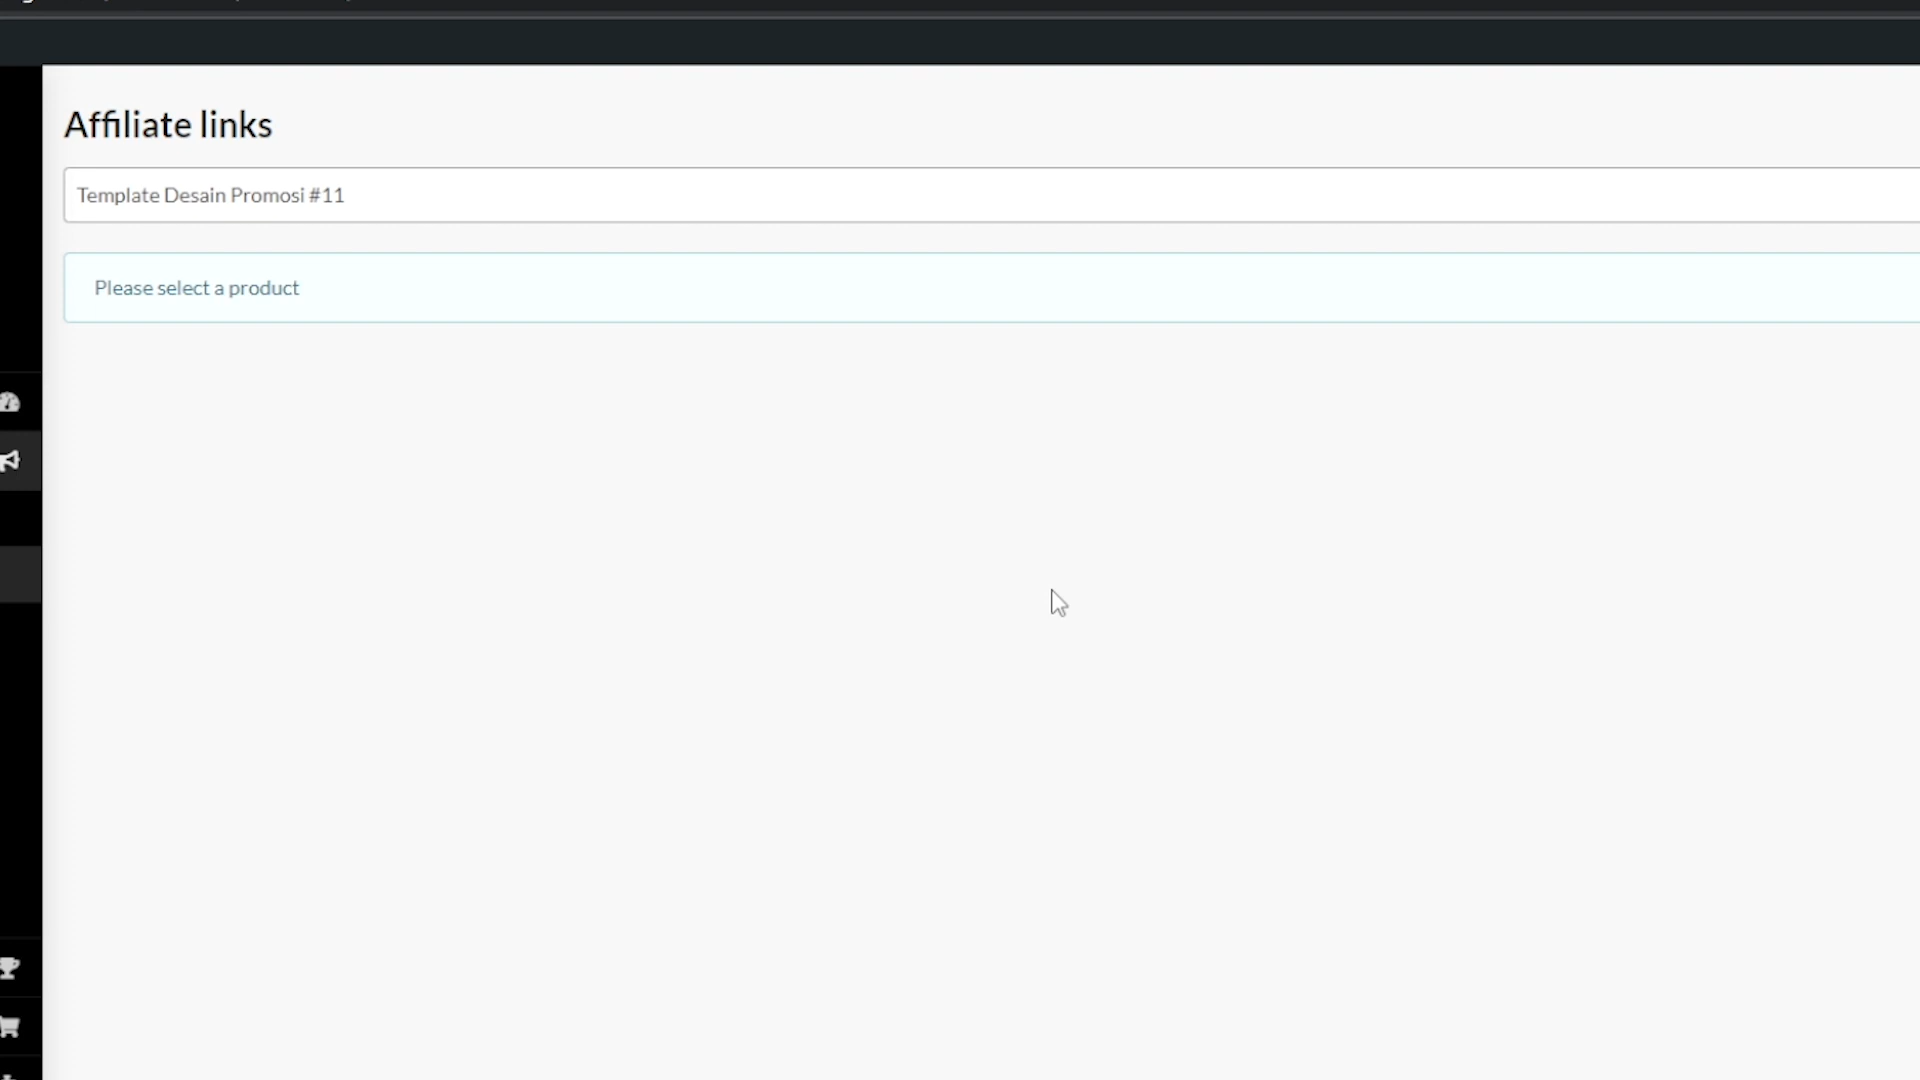 Affiliate links
Template Desain Promosi #11
Please select a product